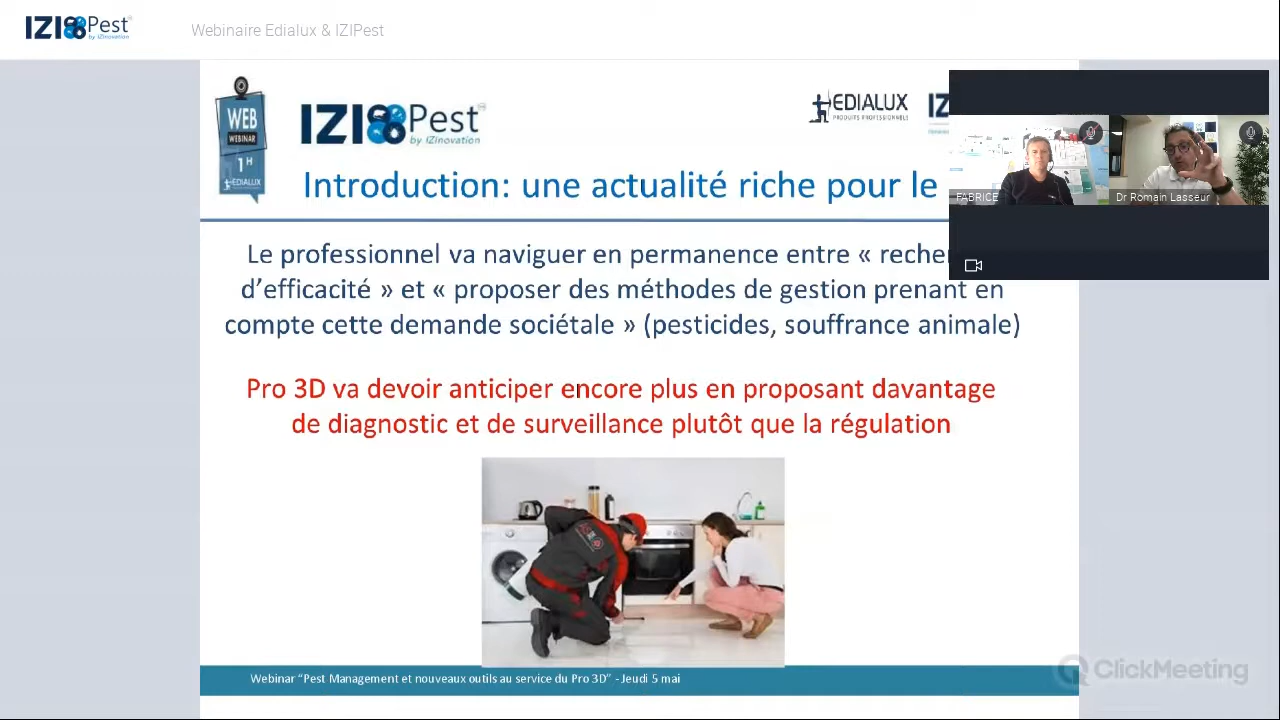 IZI Pest
by IZInovation
Webinaire Edialux & IZIPest
WEB
WEBINAR
1H
EDIALUX
IZI Pest
by IZInovation
EDIALUX
PRODUITS PROFESSIONNELS
IZ
Introduction: une actualité riche pour le
FABRICE
Dr Romain Lasseur
Le professionnel va naviguer en permanence entre « recher
d’efficacité » et « proposer des méthodes de gestion prenant en
compte cette demande sociétale » (pesticides, souffrance animale)
Pro 3D va devoir anticiper encore plus en proposant davantage
de diagnostic et de surveillance plutôt que la régulation
Webinar “Pest Management et nouveaux outils au service du Pro 3D” - Jeudi 5 mai
ClickMeeting